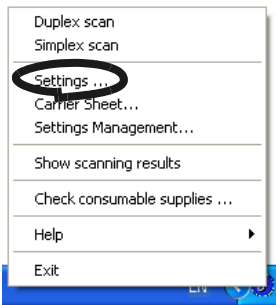 Duplex scan
Simplex scan
Settings ...
Carrier Sheet...
Settings Management...
Show scanning results
Check consumable supplies ...
Help
Exit
EN